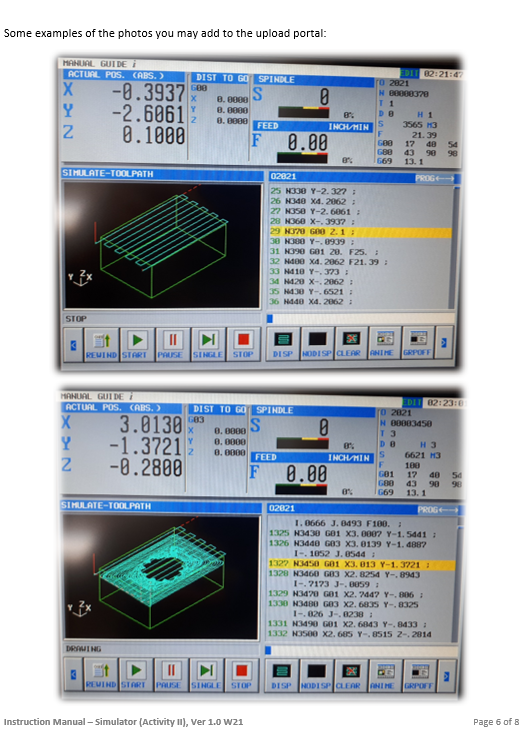 Some examples of the photos you may add to the upload portal:
MANUAL GUIDE i
EDIT 02:21:47
ACTUAL POS. (ABS.)
X -0.3937
Y -2.6061
Z 0.1000
DIST TO GO
G00
X 0.0000
Y 0.0000
Z 0.0000
SPINDLE
S 0
0%
FEED INCH/MIN
F 0.00
0%
O 2021
N 00000370
T 1
D 0 H 1
S 3565 M3
F 21.39
G00 17 40 54
G80 43 90 98
G69 13.1
SIMULATE-TOOLPATH
Y Z X
STOP
O2021 PROG
25 N330 Y-2.327 ;
26 N340 X4.2062 ;
27 N350 Y-2.6061 ;
28 N360 X-.3937 ;
29 N370 G00 Z.1 ;
30 N380 Y-.0939 ;
31 N390 G01 Z0. F25. ;
32 N400 X4.2062 F21.39 ;
33 N410 Y-.373 ;
34 N420 X-.2062 ;
35 N430 Y-.6521 ;
36 N440 X4.2062 ;
REWIND START PAUSE SINGLE STOP DISP NODISP CLEAR ANIME GRPOFF
MANUAL GUIDE i
EDIT 02:23:0
ACTUAL POS. (ABS.)
X 3.0130
Y -1.3721
Z -0.2800
DIST TO GO
G03
X 0.0000
Y 0.0000
Z 0.0000
SPINDLE
S 0
0%
FEED INCH/MIN
F 0.00
0%
O 2021
N 00003450
T 3
D 0 H 3
S 6621 M3
F 100
G01 17 40 54
G80 43 90 98
G69 13.1
SIMULATE-TOOLPATH
Y Z X
DRAWING
O2021 PROG
I.0666 J.0493 F100. ;
1325 N3430 G01 X3.0007 Y-1.5441 ;
1326 N3440 G03 X3.0139 Y-1.4887
I-.1052 J.0544 ;
1327 N3450 G01 X3.013 Y-1.3721 ;
1328 N3460 G03 X2.8254 Y-.8943
I-.7173 J-.0059 ;
1329 N3470 G01 X2.7447 Y-.806 ;
1330 N3480 G03 X2.6835 Y-.8325
I-.026 J-.0238 ;
1331 N3490 G01 X2.6843 Y-.8433 ;
1332 N3500 X2.685 Y-.8515 Z-.2814
REWIND START PAUSE SINGLE STOP DISP NODISP CLEAR ANIME GRPOFF
Instruction Manual – Simulator (Activity II), Ver 1.0 W21
Page 6 of 8